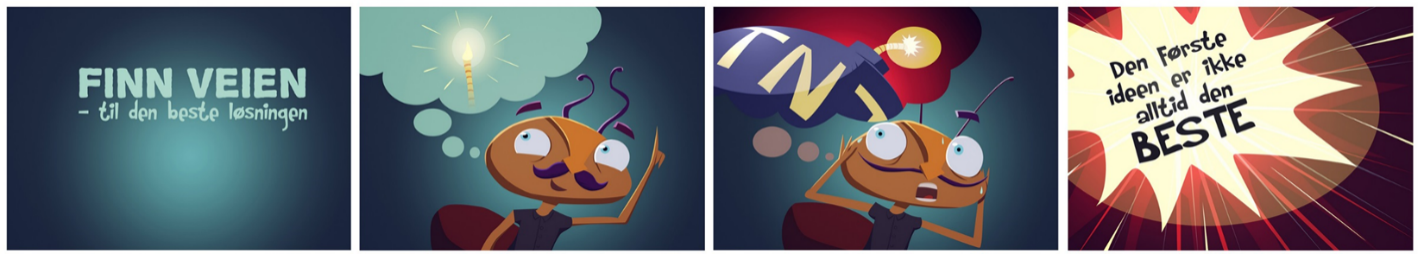 FINN VEIEN
- til den beste løsningen
TNT
Den Første
ideen er ikke
alltid den
BESTE